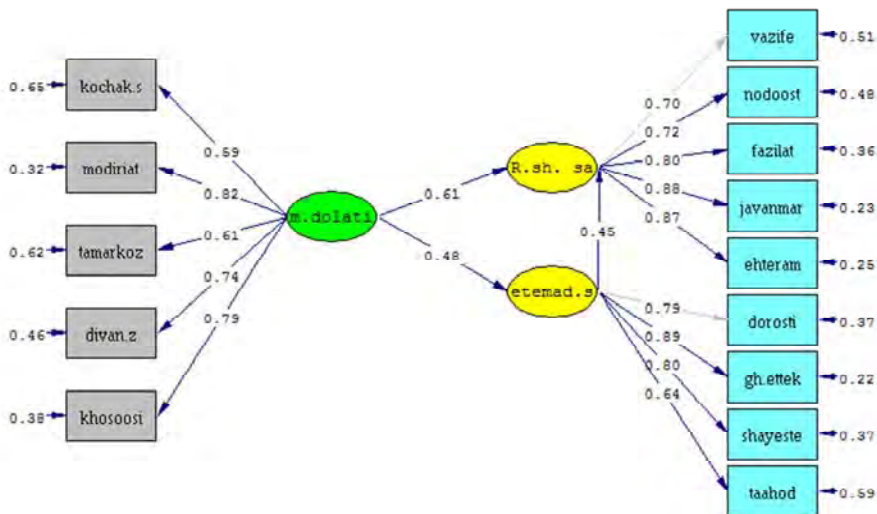 0.65 kochak.s
0.32 modiriat
0.62 tamarkoz
0.46 divan.z
0.38 khosoosi
0.59
0.82
0.61
0.74
0.79
m.dolati
0.61
0.48
R.sh. sa
0.45
etemad.s
0.70
0.72
0.80
0.88
0.87
0.79
0.89
0.80
0.64
vazife 0.51
nodoost 0.48
fazilat 0.36
javanmar 0.23
ehteram 0.25
dorosti 0.37
gh.ettek 0.22
shayeste 0.37
taahod 0.59